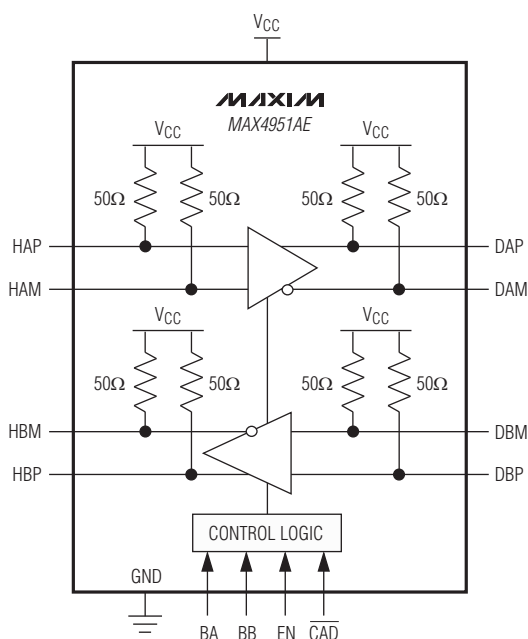 VCC
MAXIM
MAX4951AE
VCC VCC
50Ω 50Ω 50Ω 50Ω
HAP DAP
HAM DAM
VCC VCC
50Ω 50Ω 50Ω 50Ω
HBM DBM
HBP DBP
CONTROL LOGIC
GND
BA BB EN CAD